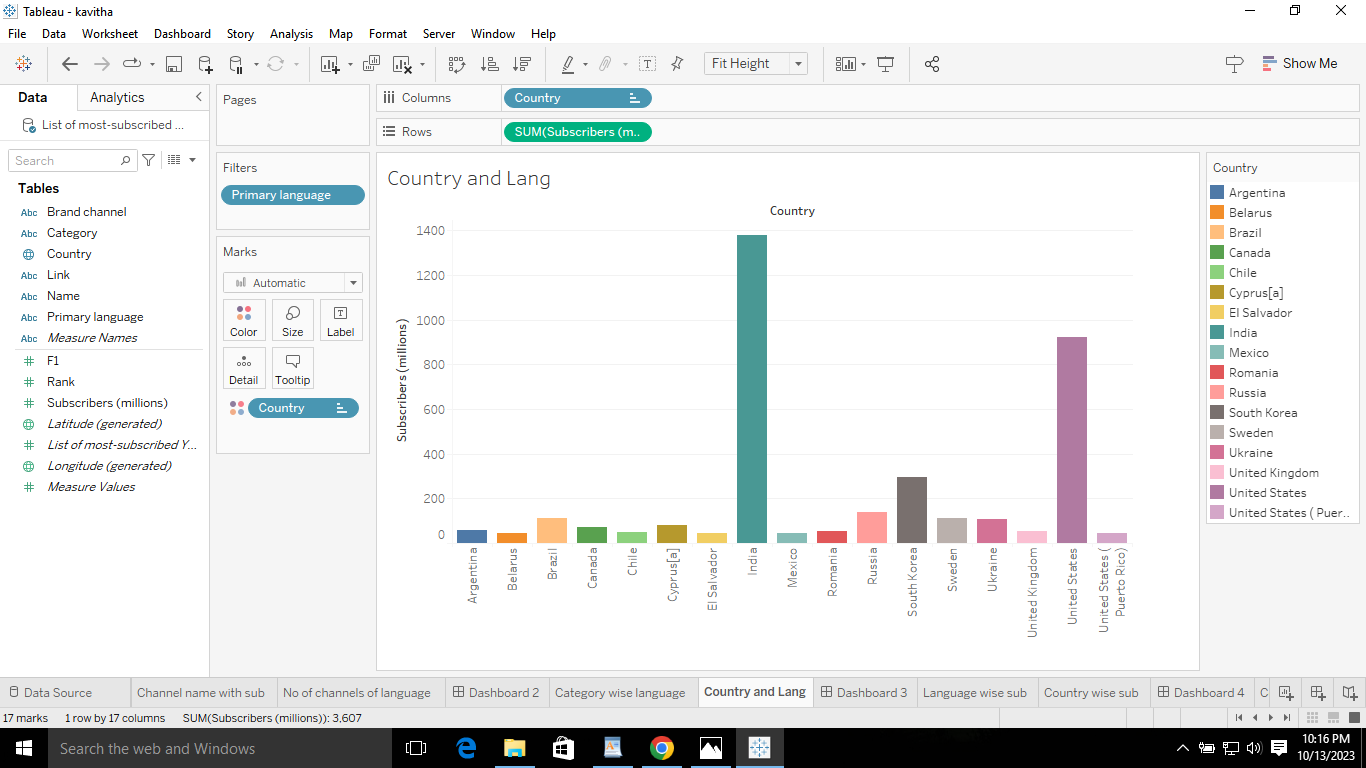 Tableau - kavitha
File Data Worksheet Dashboard Story Analysis Map Format Server Window Help
Fit Height
Show Me
Data Analytics
List of most-subscribed ...
Search
Tables
Abc Brand channel
Abc Category
Country
Abc Link
Abc Name
Abc Primary language
Abc Measure Names
F1
Rank
Subscribers (millions)
Latitude (generated)
List of most-subscribed Y...
Longitude (generated)
Measure Values
Pages
Filters
Primary language
Marks
Automatic
Color Size Label
Detail Tooltip
Country
Columns Country
Rows SUM(Subscribers (m..
Country and Lang
Country
Subscribers (millions)
1400
1200
1000
800
600
400
200
0
Argentina
Belarus
Brazil
Canada
Chile
Cyprus[a]
El Salvador
India
Mexico
Romania
Russia
South Korea
Sweden
Ukraine
United Kingdom
United States
United States (
Puerto Rico)
Country
Argentina
Belarus
Brazil
Canada
Chile
Cyprus[a]
El Salvador
India
Mexico
Romania
Russia
South Korea
Sweden
Ukraine
United Kingdom
United States
United States ( Puer..
Data Source Channel name with sub No of channels of language Dashboard 2 Category wise language Country and Lang Dashboard 3 Language wise sub Country wise sub Dashboard 4 C
17 marks 1 row by 17 columns SUM(Subscribers (millions)): 3,607
Search the web and Windows
10:16 PM
10/13/2023